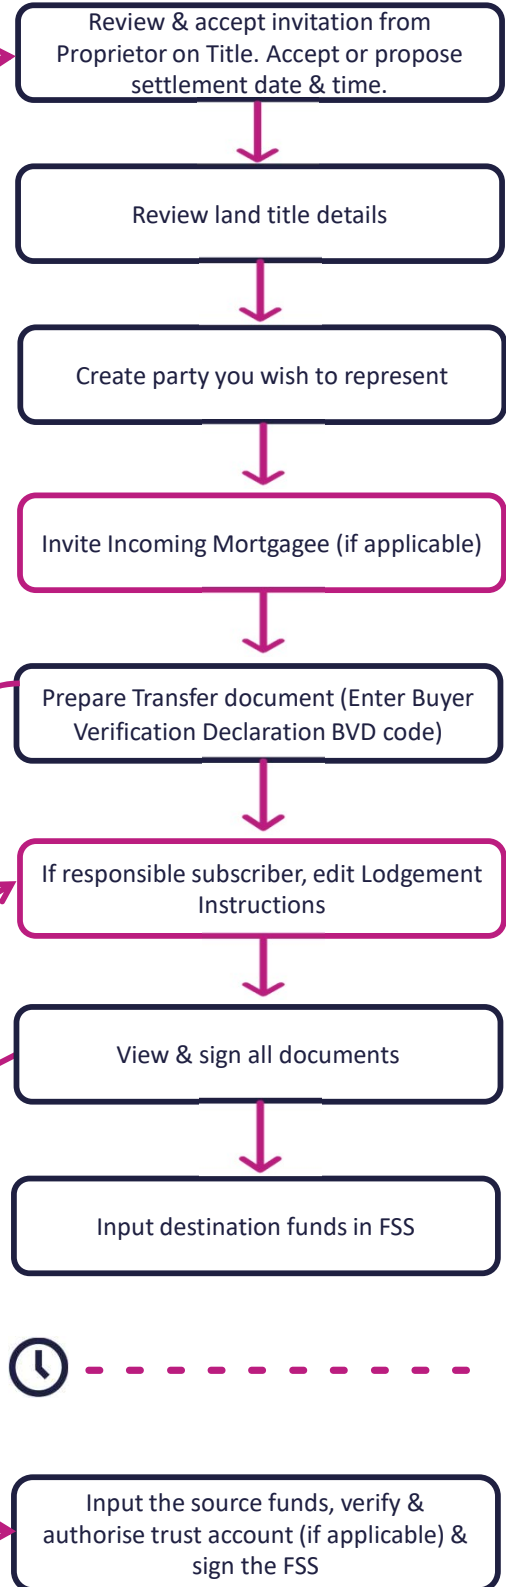 Review & accept invitation from
Proprietor on Title. Accept or propose
settlement date & time.
Review land title details
Create party you wish to represent
Invite Incoming Mortgagee (if applicable)
Prepare Transfer document (Enter Buyer
Verification Declaration BVD code)
If responsible subscriber, edit Lodgement
Instructions
View & sign all documents
Input destination funds in FSS
Input the source funds, verify &
authorise trust account (if applicable) &
sign the FSS